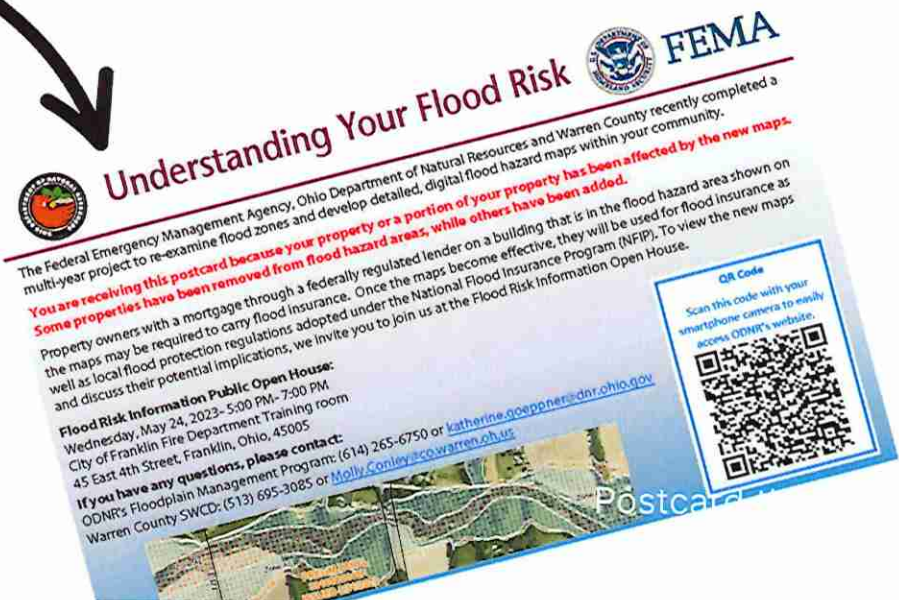 Understanding Your Flood Risk
U.S. DEPARTMENT OF HOMELAND SECURITY
FEMA
The Federal Emergency Management Agency, Ohio Department of Natural Resources and Warren County recently completed a
multi-year project to re-examine flood zones and develop detailed, digital flood hazard maps within your community.
You are receiving this postcard because your property or a portion of your property has been affected by the new maps.
Some properties have been removed from flood hazard areas, while others have been added.
Property owners with a mortgage through a federally regulated lender on a building that is in the flood hazard area shown on
the maps may be required to carry flood insurance. Once the maps become effective, they will be used for flood insurance as
well as local flood protection regulations adopted under the National Flood Insurance Program (NFIP). To view the new maps
and discuss their potential implications, we invite you to join us at the Flood Risk Information Open House.
Flood Risk Information Public Open House:
Wednesday, May 24, 2023- 5:00 PM- 7:00 PM
City of Franklin Fire Department Training room
45 East 4th Street, Franklin, Ohio, 45005
If you have any questions, please contact:
ODNR's Floodplain Management Program: (614) 265-6750 or katherine.goeppner@dnr.ohio.gov
Warren County SWCD: (513) 695-3085 or Molly.Conley@co.warren.oh.us
QR Code
Scan this code with your
smartphone camera to easily
access ODNR's website.
Postcard